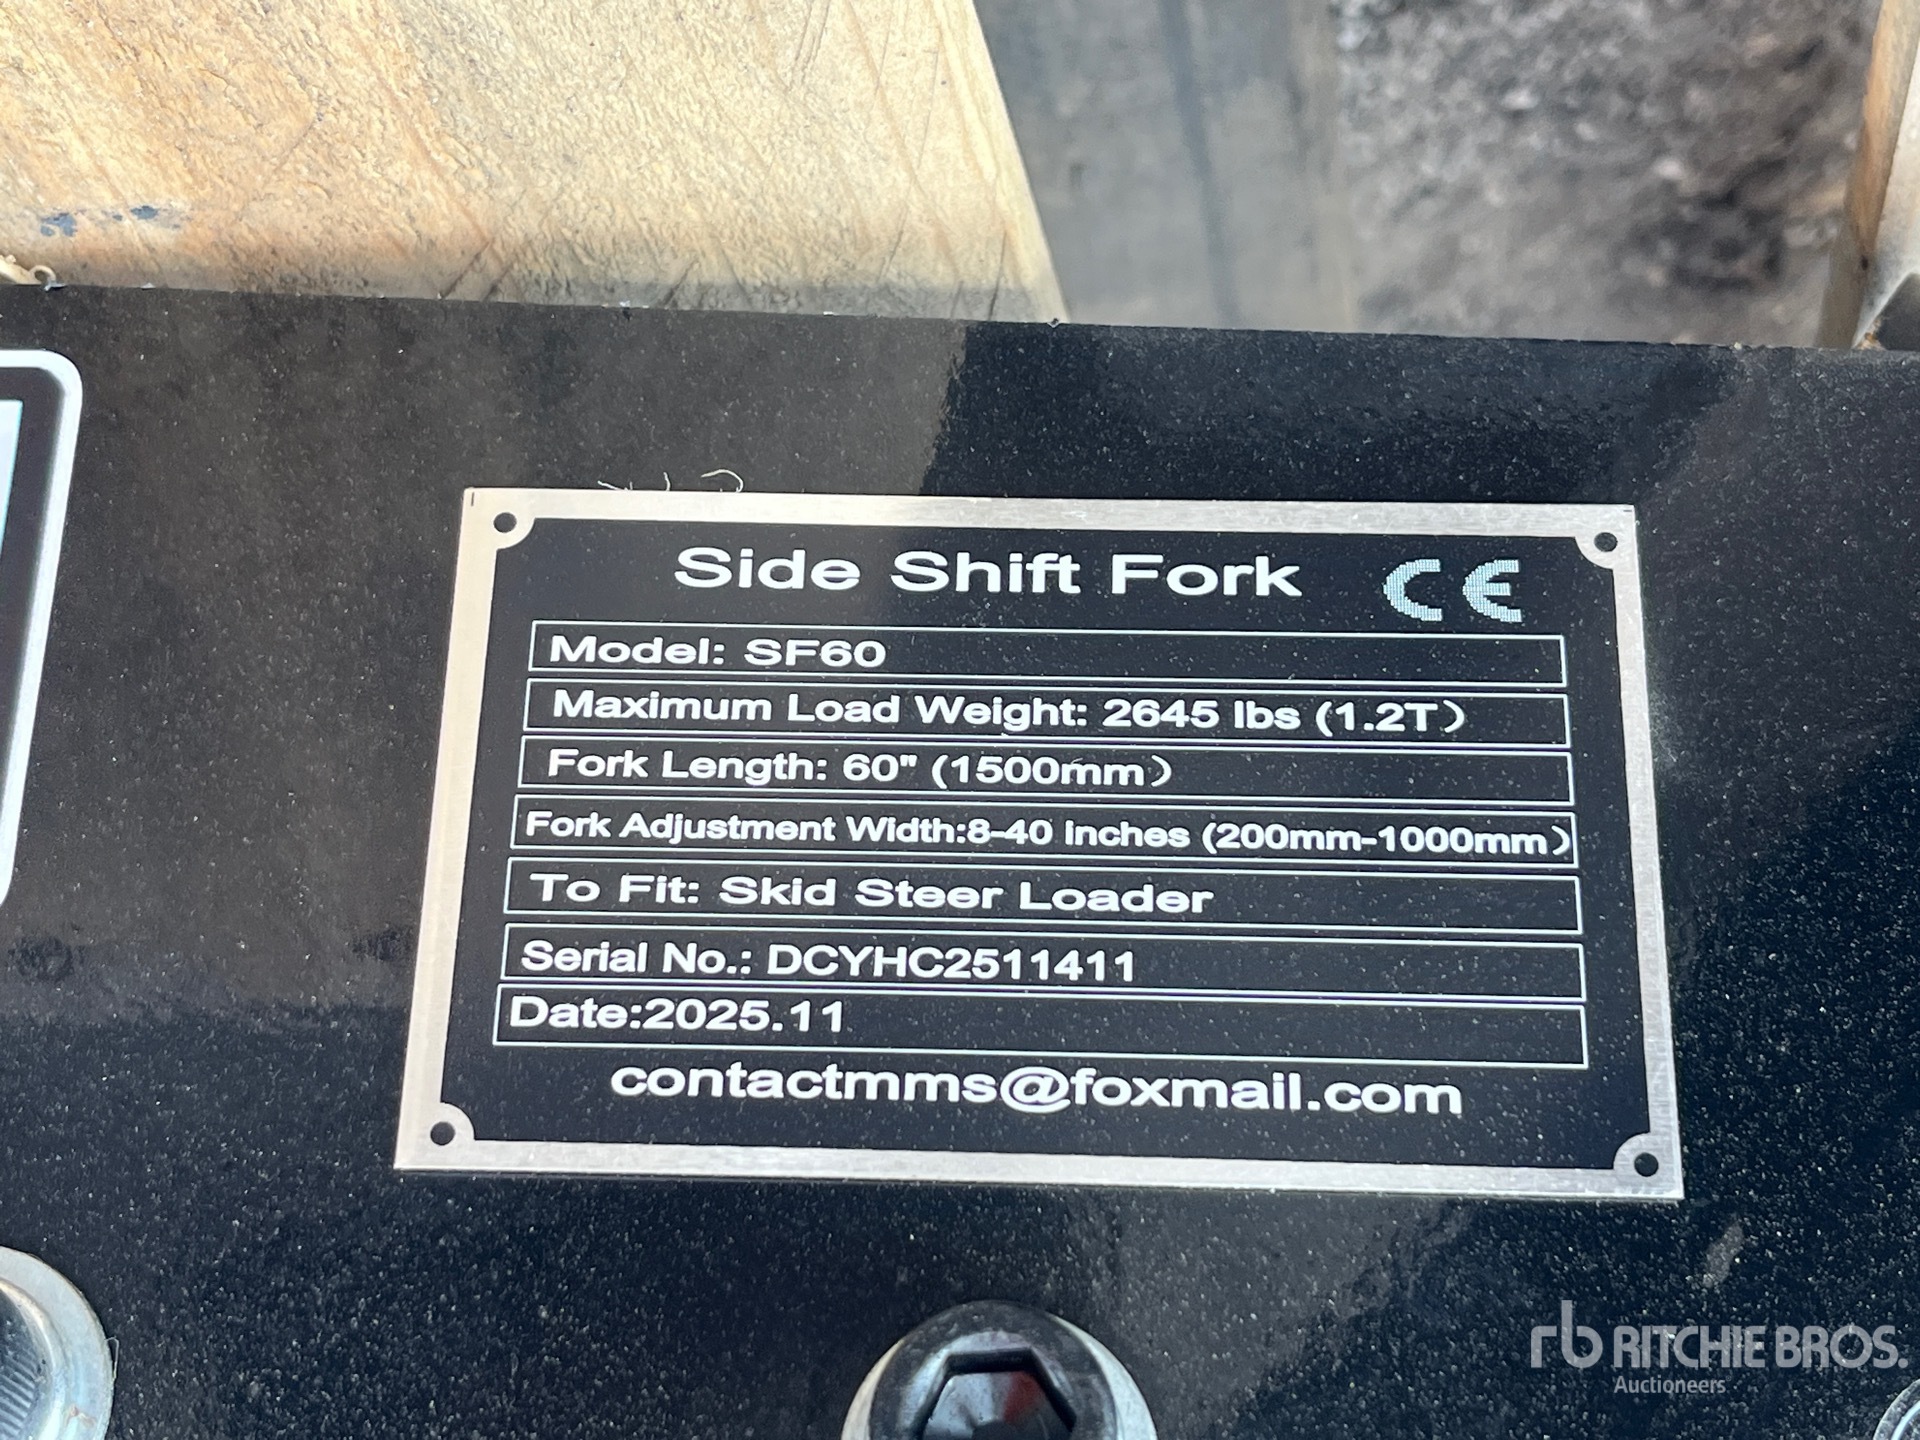 Side Shift Fork CE
Model: SF60
Maximum Load Weight: 2645 lbs (1.2T）
Fork Length: 60" (1500mm）
Fork Adjustment Width:8-40 inches (200mm-1000mm）
To Fit: Skid Steer Loader
Serial No.: DCYHC2511411
Date:2025.11
contactmms@foxmail.com
rb RITCHIE BROS.
Auctioneers